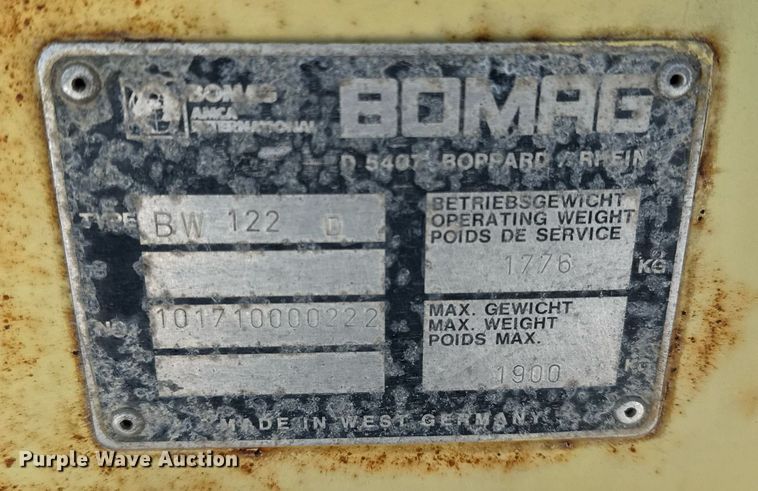 BOMAG
AMCA
INTERNATIONAL
BOMAG
D 5407 BOPPARD / RHEIN
TYPE BW 122 D
BETRIEBSGEWICHT
OPERATING WEIGHT
POIDS DE SERVICE
1776 KG
NO. 101710000222
MAX. GEWICHT
MAX. WEIGHT
POIDS MAX.
1900
MADE IN WEST GERMANY
Purple Wave Auction